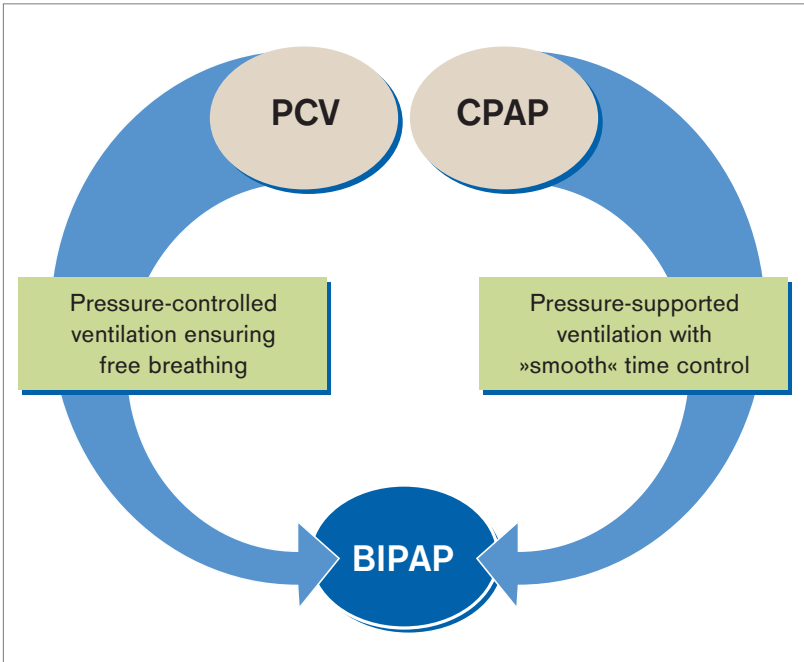 PCV
CPAP
Pressure-controlled
ventilation ensuring
free breathing
Pressure-supported
ventilation with
»smooth« time control
BIPAP